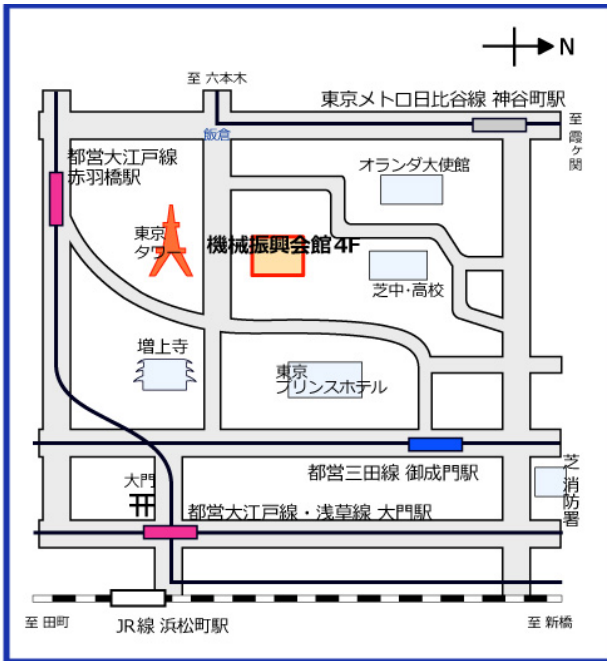 N
至 六本木
東京メトロ日比谷線 神谷町駅
至 霞ヶ関
飯倉
都営大江戸線
赤羽橋駅
オランダ大使館
東京
タワー
機械振興会館4F
芝中・高校
増上寺
東京
プリンスホテル
都営三田線 御成門駅
芝 消防署
大門
都営大江戸線・浅草線 大門駅
至 田町
JR線 浜松町駅
至 新橋